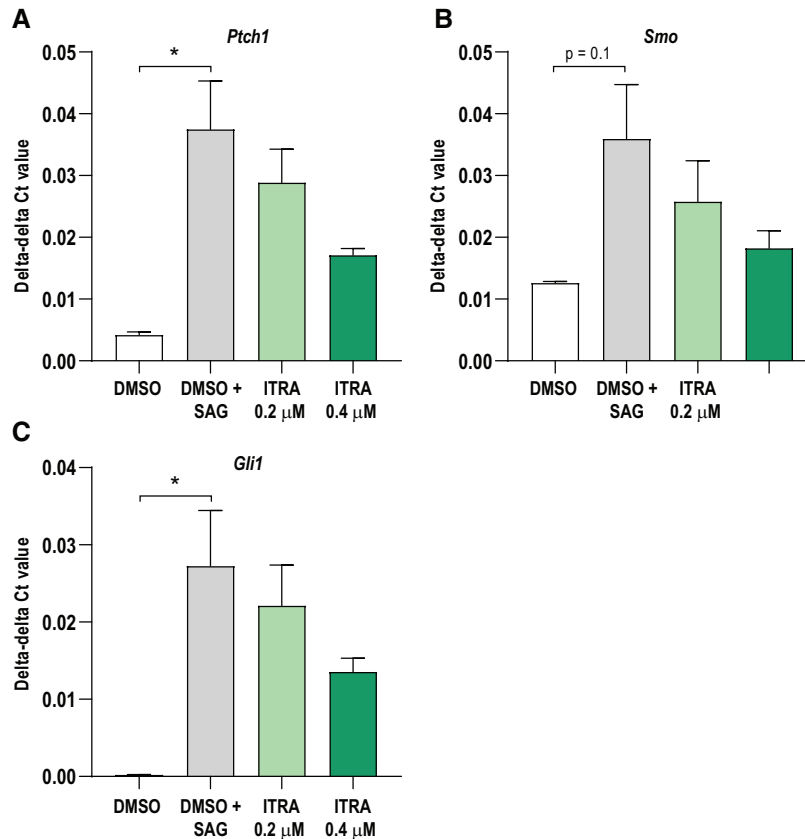 A
Ptch1
*
0.05
0.04
0.03
0.02
0.01
0.00
Delta-delta Ct value
DMSO
DMSO +
SAG
ITRA
0.2 μM
ITRA
0.4 μM
B
Smo
p = 0.1
0.05
0.04
0.03
0.02
0.01
0.00
Delta-delta Ct value
DMSO
DMSO +
SAG
ITRA
0.2 μM
C
Gli1
*
0.04
0.03
0.02
0.01
0.00
Delta-delta Ct value
DMSO
DMSO +
SAG
ITRA
0.2 μM
ITRA
0.4 μM